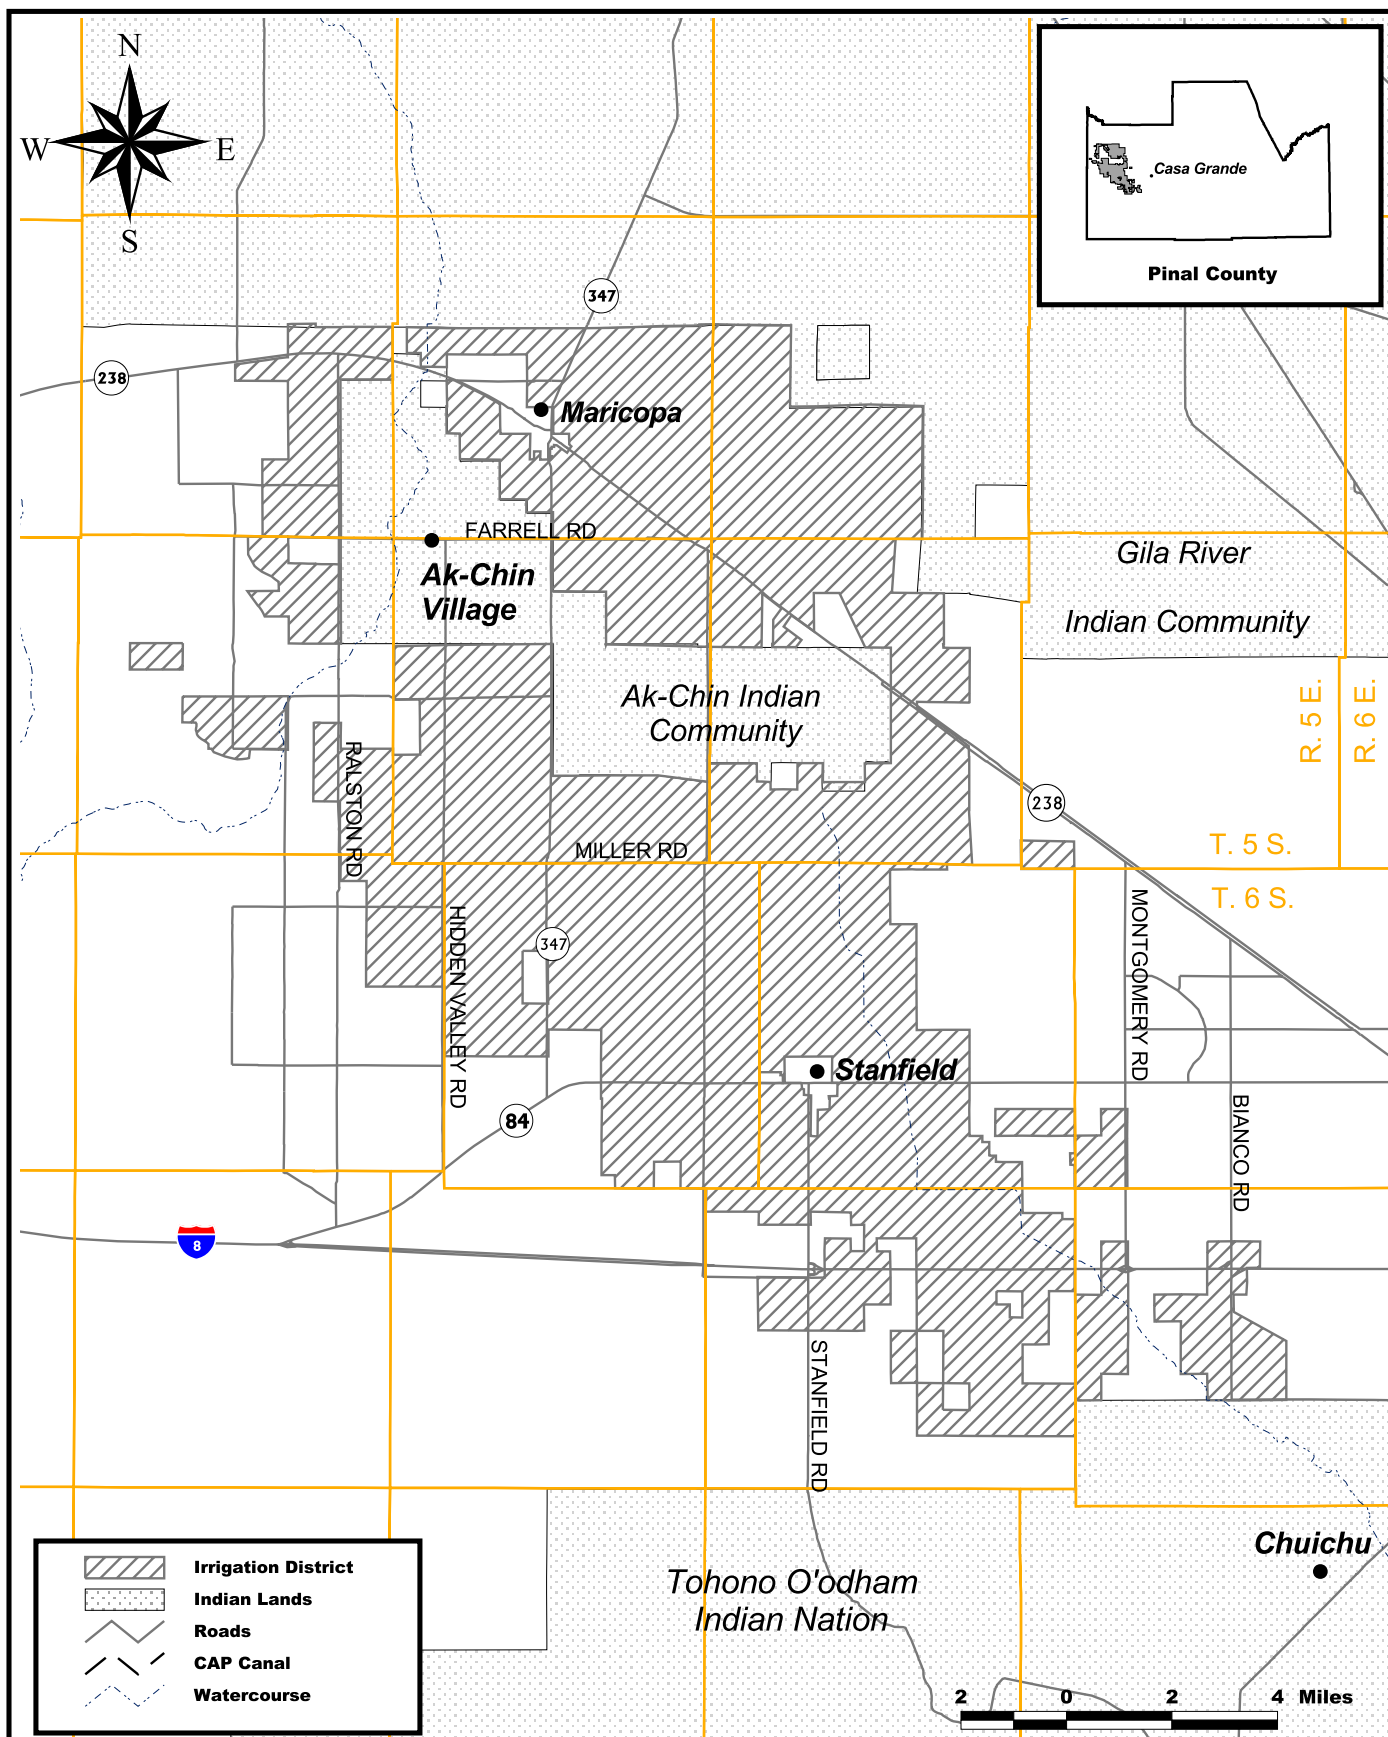 N
W
E
S
Casa Grande
Pinal County
347
238
Maricopa
FARRELL RD
Ak-Chin
Village
Gila River
Indian Community
Ak-Chin Indian
Community
R. 5 E.
R. 6 E.
RALSTON RD
238
MILLER RD
T. 5 S.
T. 6 S.
HIDDEN VALLEY RD
347
MONTGOMERY RD
Stanfield
84
BIANCO RD
8
STANFIELD RD
Chuichu
Tohono O'odham
Indian Nation
Irrigation District
Indian Lands
Roads
CAP Canal
Watercourse
2 0 2 4 Miles